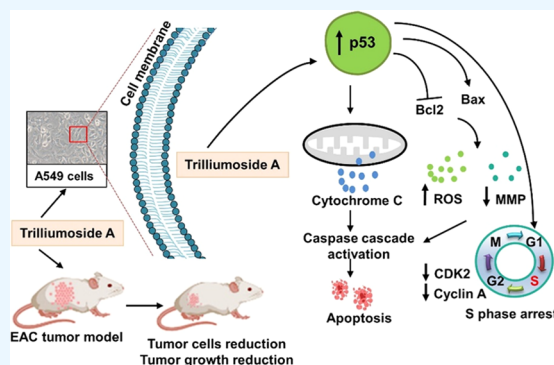 Cell membrane
A549 cells
Trilliumoside A
EAC tumor model
Tumor cells reduction
Tumor growth reduction
Trilliumoside A
p53
Bcl2
Bax
Cytochrome C
ROS
MMP
Caspase cascade
activation
Apoptosis
CDK2
Cyclin A
M
G1
G2
S
S phase arrest